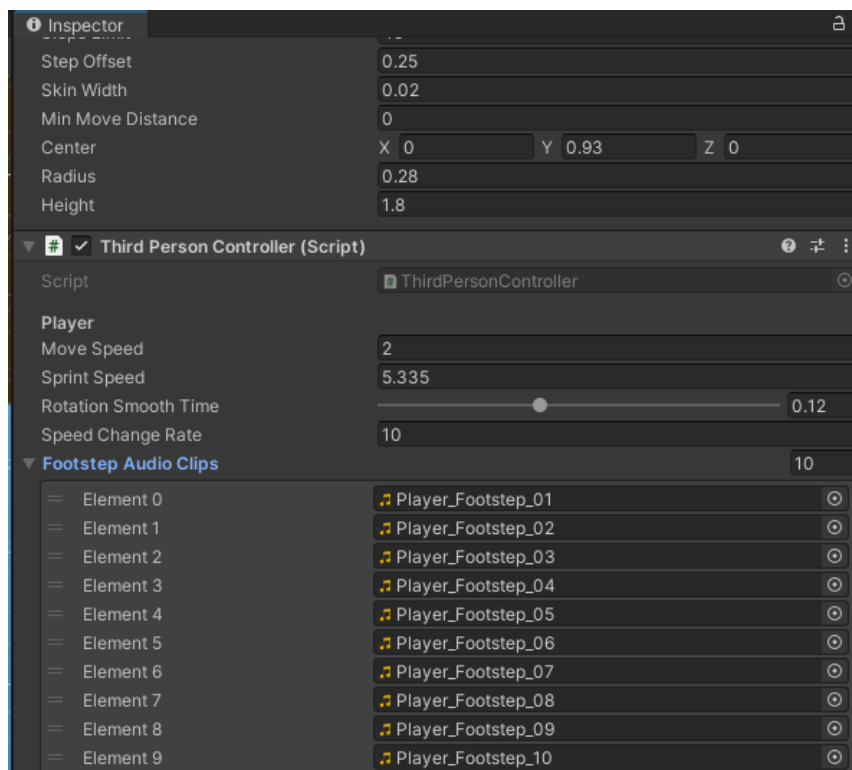 Inspector
Step Offset 0.25
Skin Width 0.02
Min Move Distance 0
Center X 0 Y 0.93 Z 0
Radius 0.28
Height 1.8
# Third Person Controller (Script)
Script ThirdPersonController
Player
Move Speed 2
Sprint Speed 5.335
Rotation Smooth Time 0.12
Speed Change Rate 10
Footstep Audio Clips 10
Element 0 Player_Footstep_01
Element 1 Player_Footstep_02
Element 2 Player_Footstep_03
Element 3 Player_Footstep_04
Element 4 Player_Footstep_05
Element 5 Player_Footstep_06
Element 6 Player_Footstep_07
Element 7 Player_Footstep_08
Element 8 Player_Footstep_09
Element 9 Player_Footstep_10